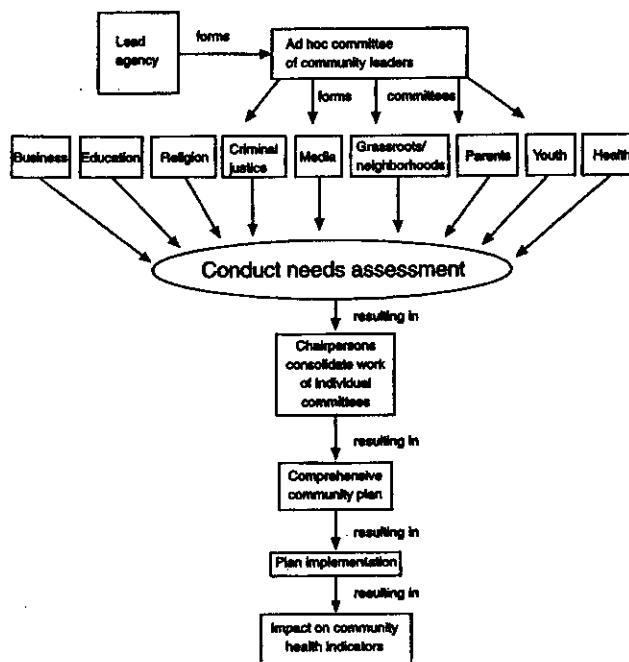 Lead
agency
forms
Ad hoc committee
of community leaders
forms
committees
Business
Education
Religion
Criminal
justice
Media
Grassroots/
neighborhoods
Parents
Youth
Health
Conduct needs assessment
resulting in
Chairpersons
consolidate work
of individual
committees
resulting in
Comprehensive
community plan
resulting in
Plan implementation
resulting in
Impact on community
health indicators